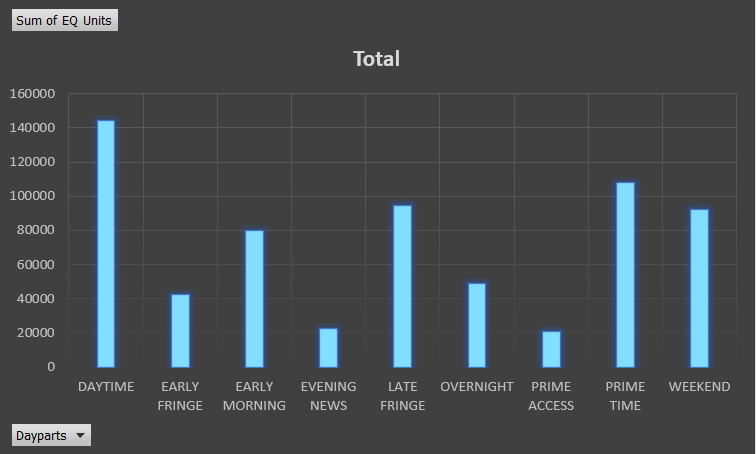 Sum of EQ Units
Total
160000
140000
120000
100000
80000
60000
40000
20000
0
DAYTIME
EARLY
FRINGE
EARLY
MORNING
EVENING
NEWS
LATE
FRINGE
OVERNIGHT
PRIME
ACCESS
PRIME
TIME
WEEKEND
Dayparts